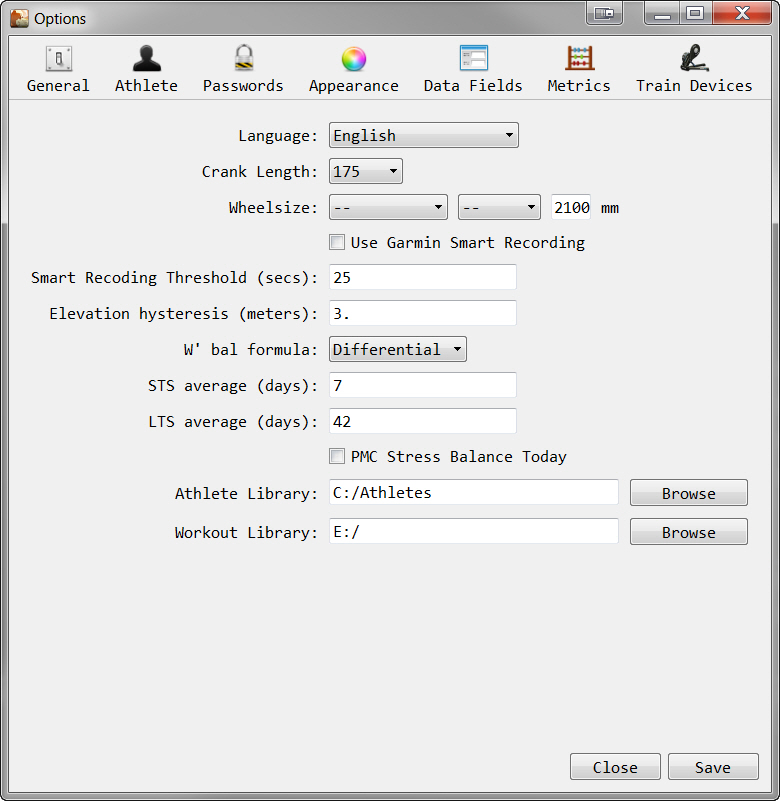 Options
General Athlete Passwords Appearance Data Fields Metrics Train Devices
Language: English
Crank Length: 175
Wheelsize: -- -- 2100 mm
Use Garmin Smart Recording
Smart Recoding Threshold (secs): 25
Elevation hysteresis (meters): 3.
W' bal formula: Differential
STS average (days): 7
LTS average (days): 42
PMC Stress Balance Today
Athlete Library: C:/Athletes Browse
Workout Library: E:/ Browse
Close Save